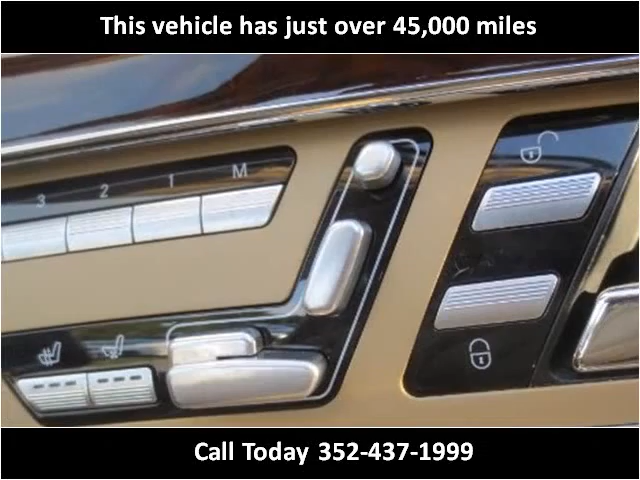 This vehicle has just over 45,000 miles
3 2 1 M
Call Today 352-437-1999